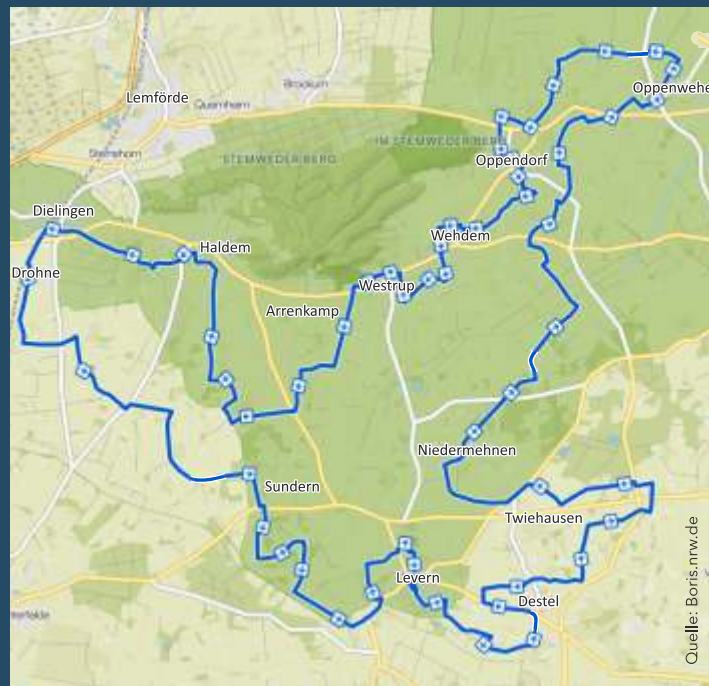 Brockum
Lemförde
Quernheim
Oppenwehe
IM STEMWEDER BERG
Stemshorn
STEMWEDER BERG
Oppendorf
Dielingen
Wehdem
Haldem
Drohne
Westrup
Arrenkamp
Niedermehnen
Sundern
Twiehausen
Levern
Destel
Quelle: Boris.nrw.de